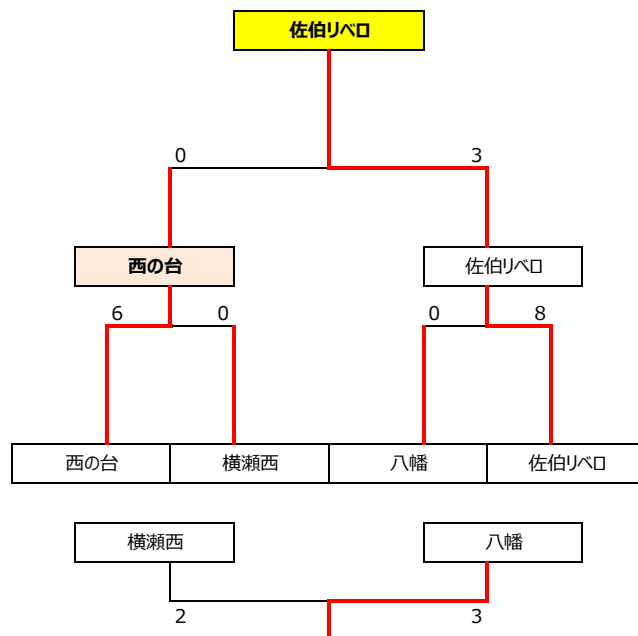 佐伯リベロ
0 3
西の台 佐伯リベロ
6 0 0 8
西の台 横瀬西 八幡 佐伯リベロ
横瀬西 八幡
2 3